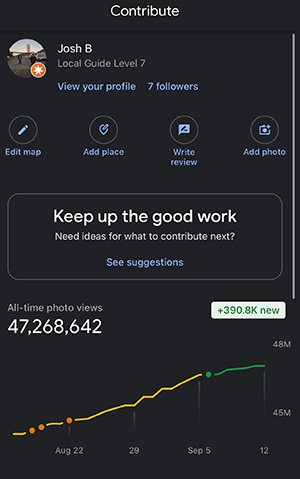 Contribute
Josh B
Local Guide Level 7
View your profile 7 followers
Edit map
Add place
Write
review
Add photo
Keep up the good work
Need ideas for what to contribute next?
See suggestions
All-time photo views
+390.8K new
47,268,642
48M
45M
Aug 22 29 Sep 5 12